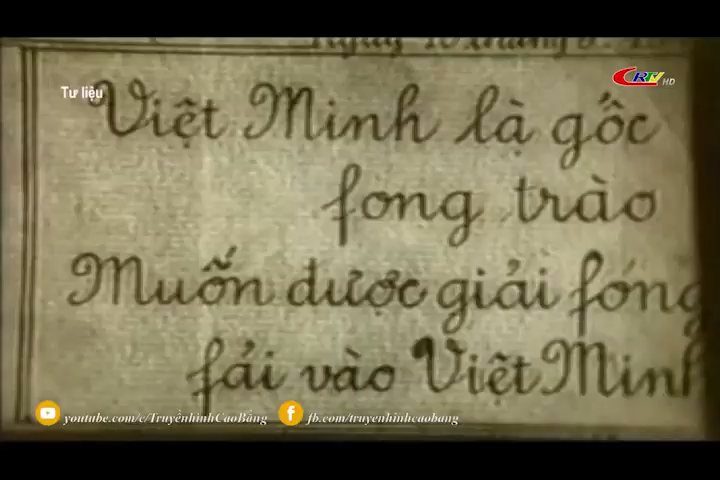 Tư liệu
CRTV HD
Việt Minh là gốc
fong trào
Muốn được giải fóng
fải vào Việt Minh
youtube.com/c/TruyềnhìnhCaoBằng
fb.com/truyenhinhcaobang